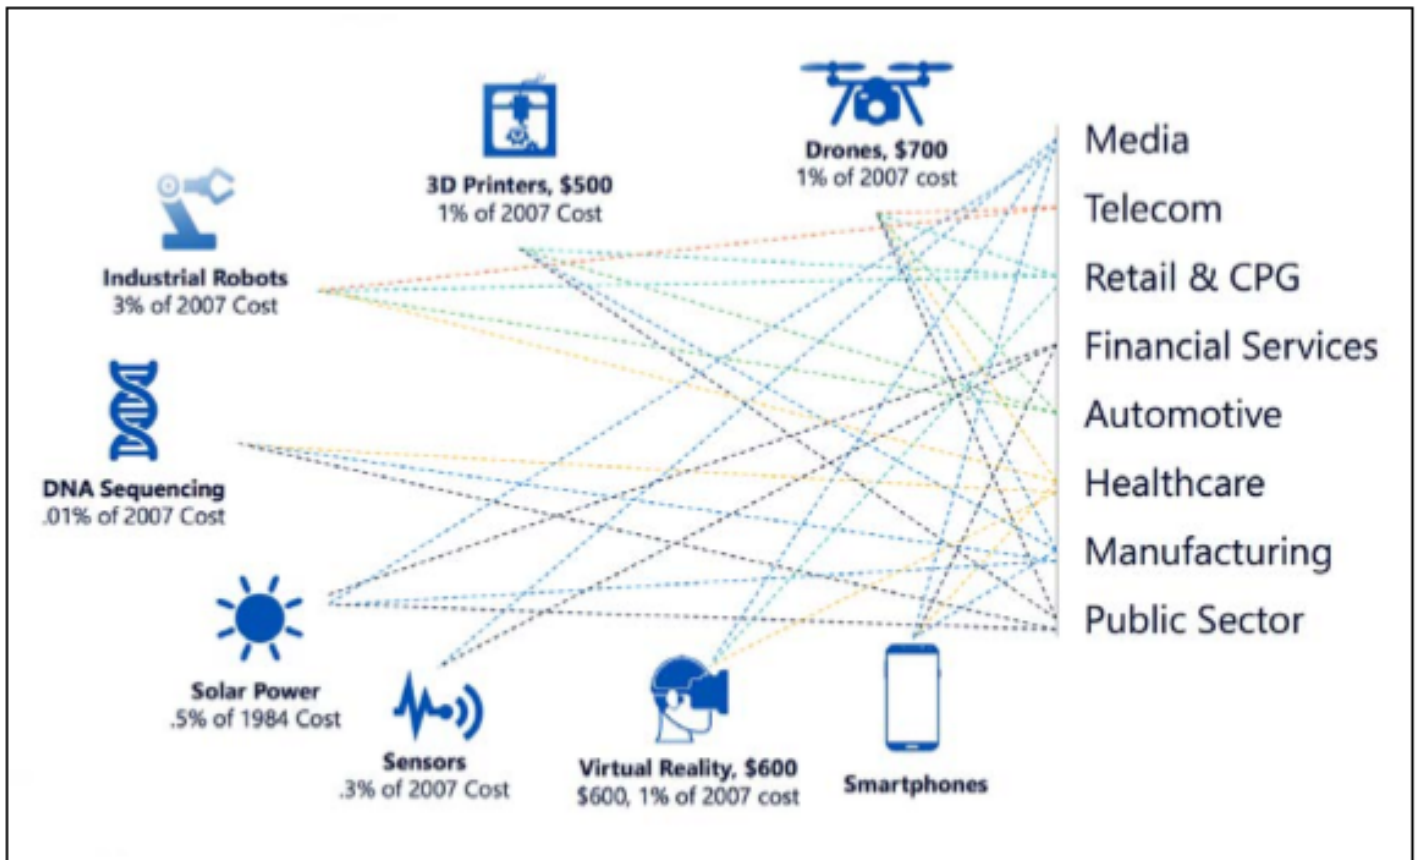 Drones, $700
1% of 2007 cost
3D Printers, $500
1% of 2007 Cost
Industrial Robots
3% of 2007 Cost
DNA Sequencing
.01% of 2007 Cost
Solar Power
.5% of 1984 Cost
Sensors
.3% of 2007 Cost
Virtual Reality, $600
$600, 1% of 2007 cost
Smartphones
Media
Telecom
Retail & CPG
Financial Services
Automotive
Healthcare
Manufacturing
Public Sector